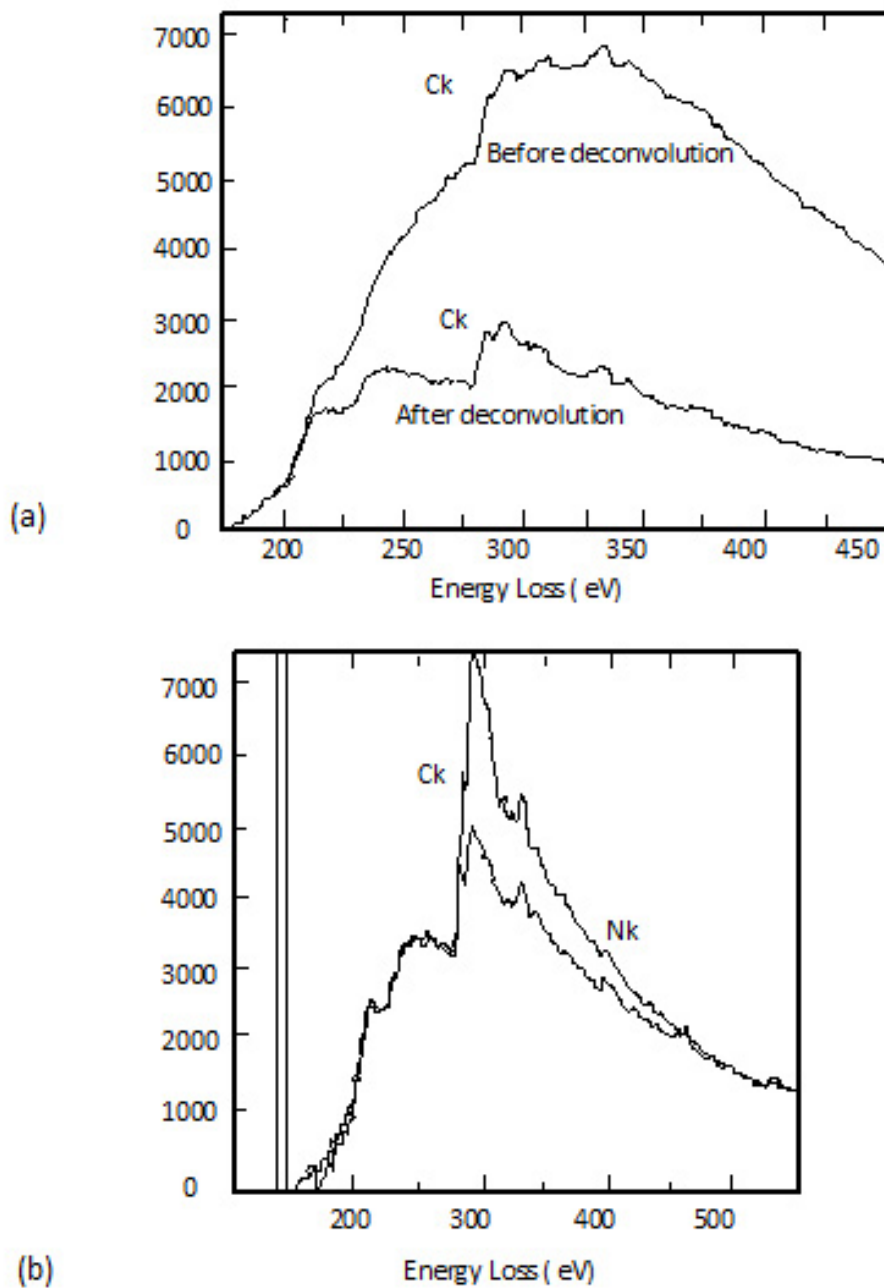 7000
Ck
6000
Before deconvolution
5000
4000
3000
Ck
2000
After deconvolution
1000
(a)
0
200 250 300 350 400 450
Energy Loss ( eV)
7000
6000
Ck
5000
4000
Nk
3000
2000
1000
0
200 300 400 500
(b)
Energy Loss ( eV)